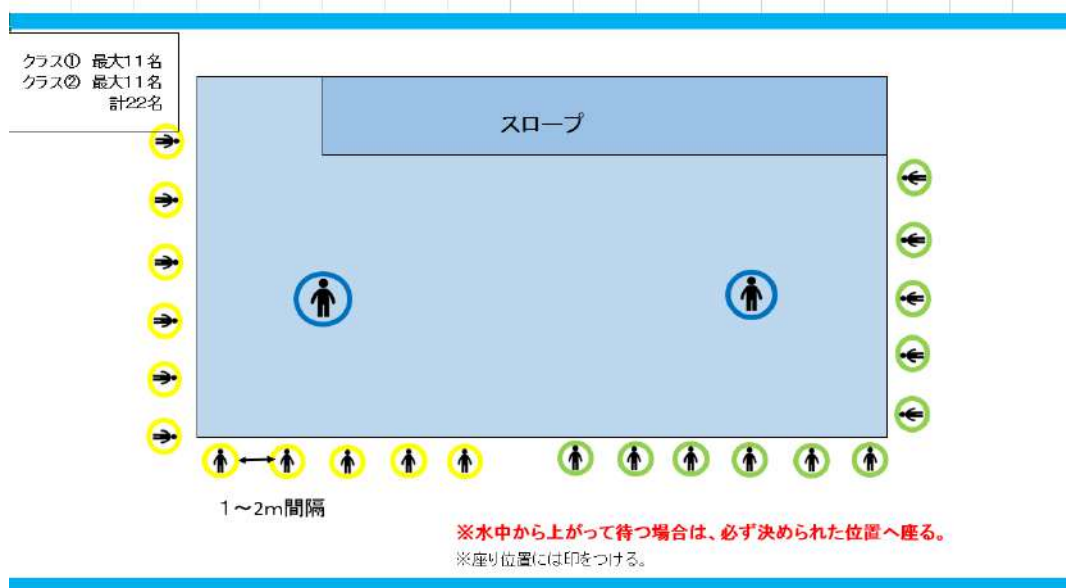 クラス① 最大11名
クラス② 最大11名
計22名
スロープ
1~2m間隔
※水中から上がって待つ場合は、必ず決められた位置へ座る。
※座り位置には印をつける。